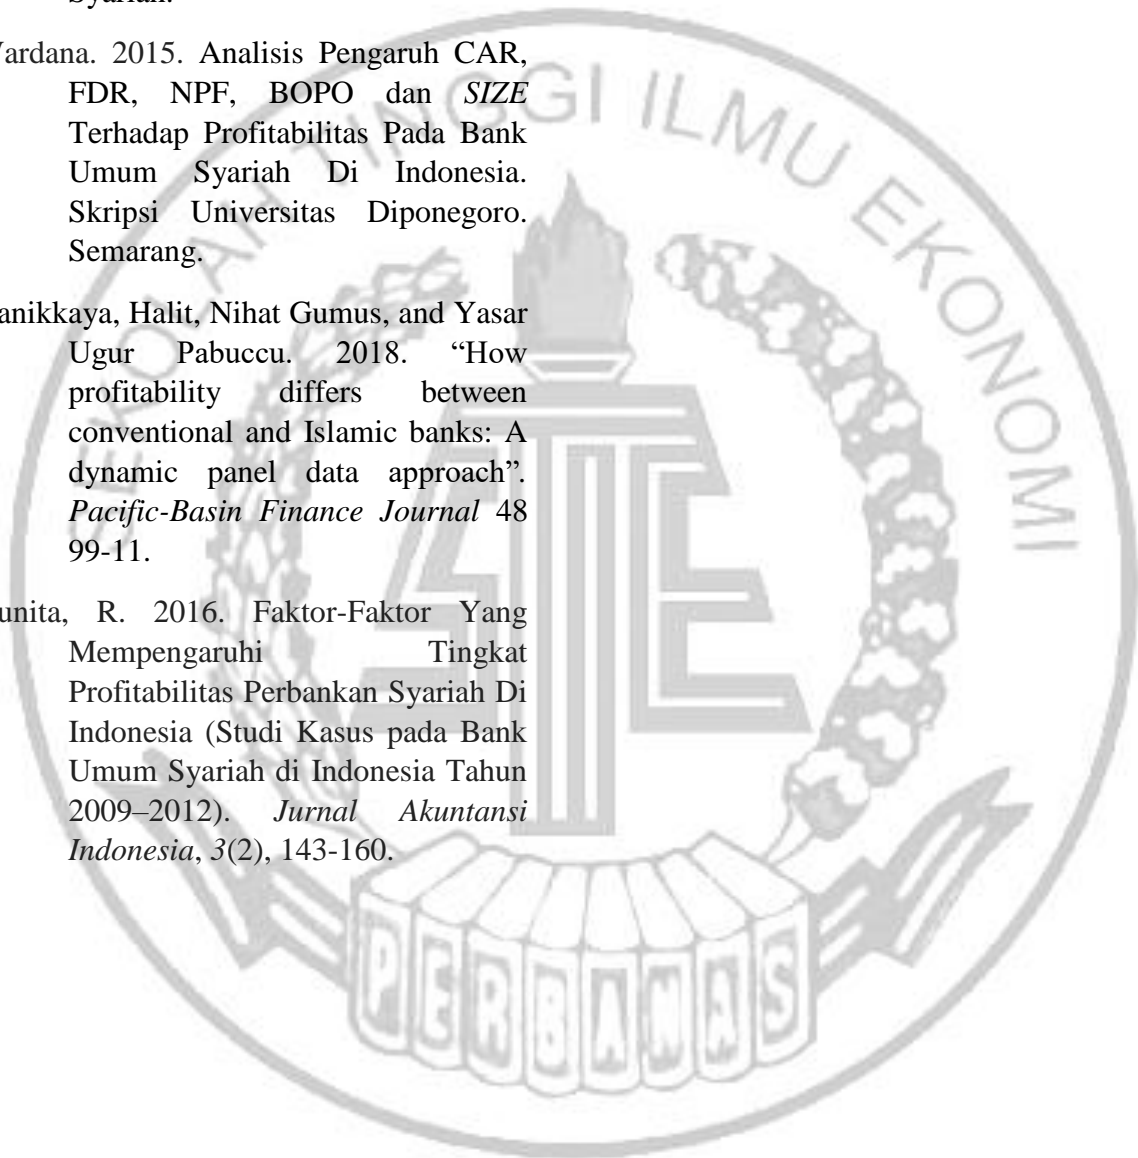 Syariah.
ardana. 2015. Analisis Pengaruh CAR,
FDR, NPF, BOPO dan SIZE
Terhadap Profitabilitas Pada Bank
Umum Syariah Di Indonesia.
Skripsi Universitas Diponegoro.
Semarang.
anikkaya, Halit, Nihat Gumus, and Yasar
Ugur Pabuccu. 2018. “How
profitability differs between
conventional and Islamic banks: A
dynamic panel data approach”.
Pacific-Basin Finance Journal 48
99-11.
unita, R. 2016. Faktor-Faktor Yang
Mempengaruhi Tingkat
Profitabilitas Perbankan Syariah Di
Indonesia (Studi Kasus pada Bank
Umum Syariah di Indonesia Tahun
2009–2012). Jurnal Akuntansi
Indonesia, 3(2), 143-160.
SEKOLAH TINGGI ILMU EKONOMI
STIE
PERBANAS